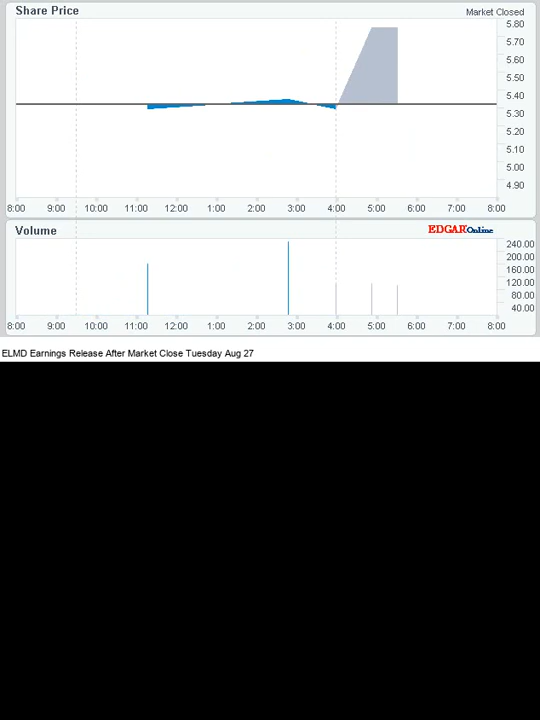 Share Price
Market Closed
5.80
5.70
5.60
5.50
5.40
5.30
5.20
5.10
5.00
4.90
8:00 9:00 10:00 11:00 12:00 1:00 2:00 3:00 4:00 5:00 6:00 7:00 8:00
Volume
EDGAR Online
240.00
200.00
160.00
120.00
80.00
40.00
8:00 9:00 10:00 11:00 12:00 1:00 2:00 3:00 4:00 5:00 6:00 7:00 8:00
ELMD Earnings Release After Market Close Tuesday Aug 27